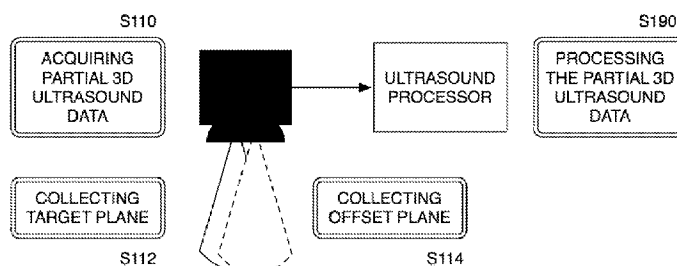 S110
S190
ACQUIRING
PARTIAL 3D
ULTRASOUND
DATA
ULTRASOUND
PROCESSOR
PROCESSING
THE PARTIAL 3D
ULTRASOUND
DATA
COLLECTING
TARGET PLANE
COLLECTING
OFFSET PLANE
S112
S114